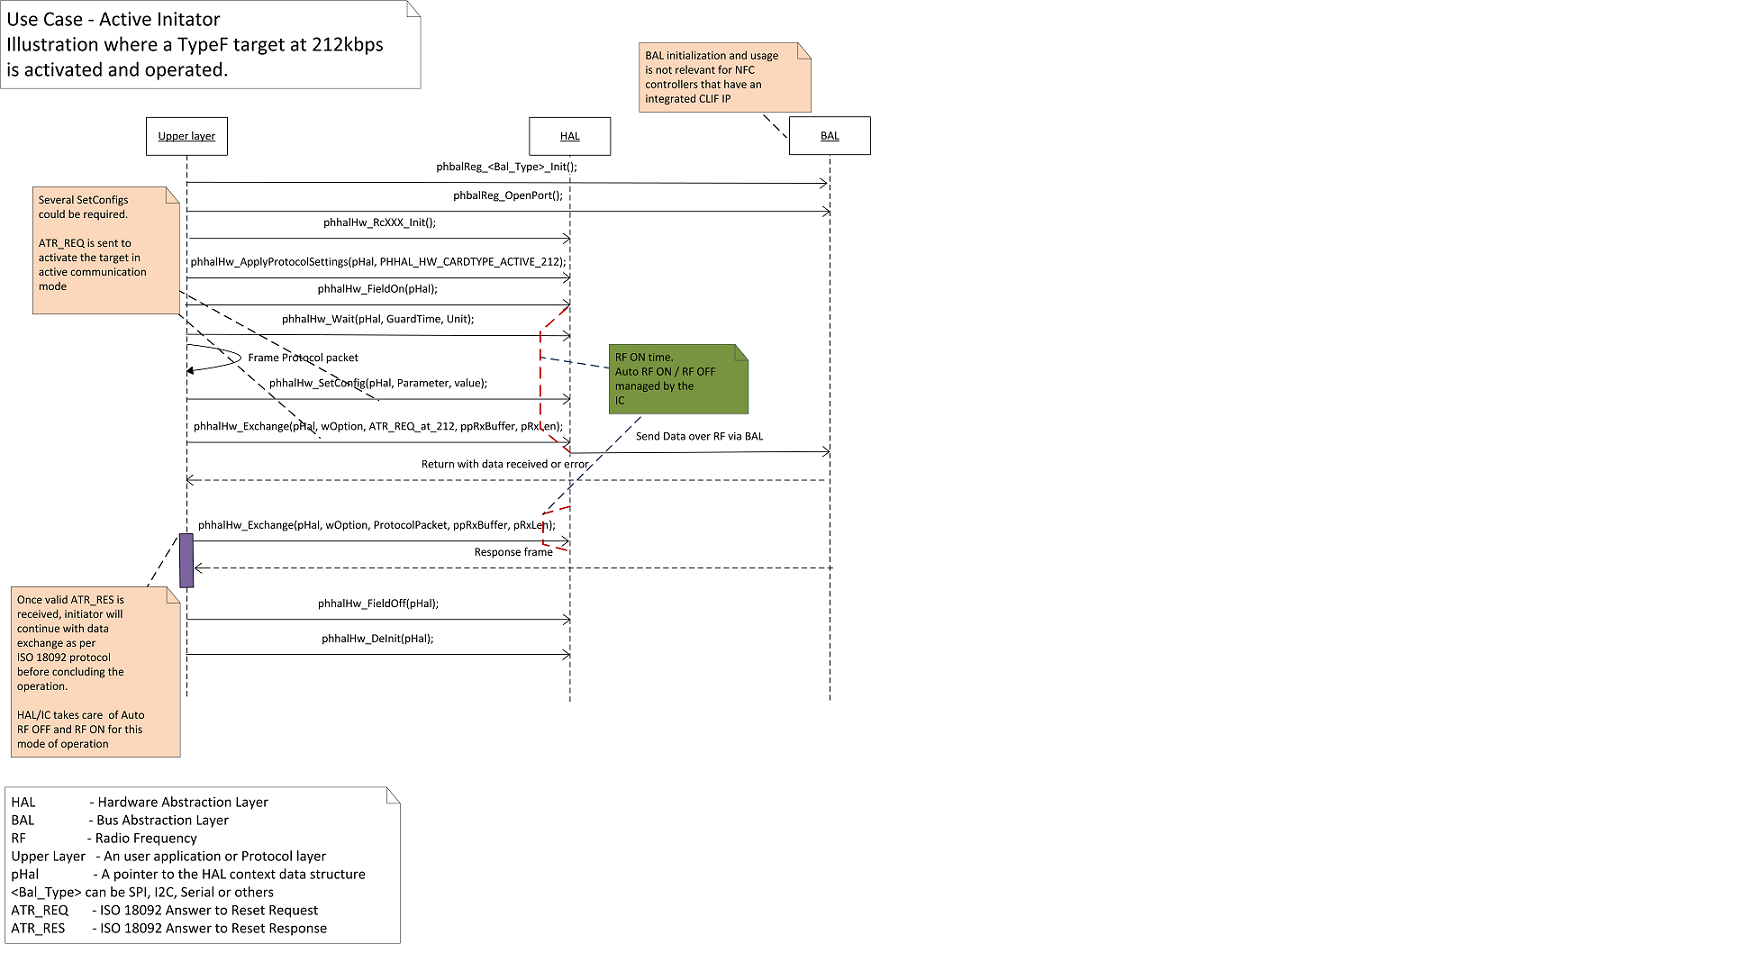 Use Case - Active Initator
Illustration where a TypeF target at 212kbps
is activated and operated.
BAL initialization and usage
is not relevant for NFC
controllers that have an
integrated CLIF IP
Upper layer
HAL
BAL
phbalReg_<Bal_Type>_Init();
phbalReg_OpenPort();
phhalHw_RcXXX_Init();
Several SetConfigs
could be required.
ATR_REQ is sent to
activate the target in
active communication
mode
phhalHw_ApplyProtocolSettings(pHal, PHHAL_HW_CARDTYPE_ACTIVE_212);
phhalHw_FieldOn(pHal);
phhalHw_Wait(pHal, GuardTime, Unit);
Frame Protocol packet
RF ON time.
Auto RF ON / RF OFF
managed by the
IC
phhalHw_SetConfig(pHal, Parameter, value);
phhalHw_Exchange(pHal, wOption, ATR_REQ_at_212, ppRxBuffer, pRxLen);
Send Data over RF via BAL
Return with data received or error
phhalHw_Exchange(pHal, wOption, ProtocolPacket, ppRxBuffer, pRxLen);
Response frame
Once valid ATR_RES is
received, initiator will
continue with data
exchange as per
ISO 18092 protocol
before concluding the
operation.
HAL/IC takes care  of Auto
RF OFF and RF ON for this
mode of operation
phhalHw_FieldOff(pHal);
phhalHw_DeInit(pHal);
HAL - Hardware Abstraction Layer
BAL - Bus Abstraction Layer
RF - Radio Frequency
Upper Layer - An user application or Protocol layer
pHal - A pointer to the HAL context data structure
<Bal_Type> can be SPI, I2C, Serial or others
ATR_REQ - ISO 18092 Answer to Reset Request
ATR_RES - ISO 18092 Answer to Reset Response